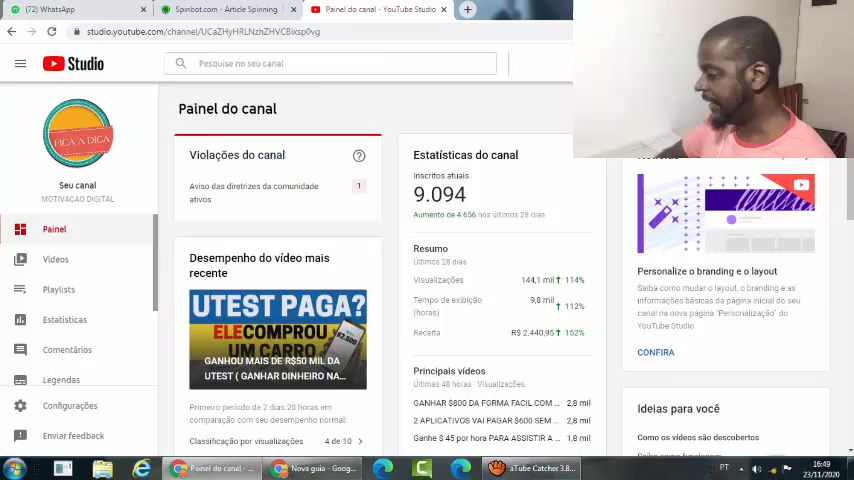 (72) WhatsApp
Spinbot.com - Article Spinning, T
Painel do canal - YouTube Studio
studio.youtube.com/channel/UCaZHyHRLNzhZHVCBixsp0vg
Studio
Pesquise no seu canal
FICA A DICA
Seu canal
MOTIVACAO DIGITAL
Painel
Vídeos
Playlists
Estatísticas
Comentários
Legendas
Configurações
Enviar feedback
Painel do canal
Violações do canal
Aviso das diretrizes da comunidade
ativos
1
Desempenho do vídeo mais
recente
UTEST PAGA?
ELE COMPROU
UM CARRO
R$2,500
GANHOU MAIS DE R$50 MIL DA
UTEST ( GANHAR DINHEIRO NA...
Primeiro período de 2 dias 20 horas em
comparação com seu desempenho normal:
Classificação por visualizações
4 de 10
Estatísticas do canal
Inscritos atuais
9.094
Aumento de 4.656 nos últimos 28 dias
Resumo
Últimos 28 dias
Visualizações
144,1 mil
114%
Tempo de exibição
(horas)
9,8 mil
112%
Receita
R$ 2.440,95
152%
Principais vídeos
Últimas 48 horas · Visualizações
GANHAR $800 DA FORMA FACIL COM ...
2,8 mil
2 APLICATIVOS VAI PAGAR $600 SEM ...
2,8 mil
Ganhe $ 45 por hora PARA ASSISTIR A ...
1,8 mil
Notícias
Personalize o branding e o layout
Saiba como mudar o layout, o branding e as
informações básicas da página inicial do seu
canal na nova página "Personalização" do
YouTube Studio
CONFIRA
Ideias para você
Como os vídeos são descobertos
Painel do canal - ...
Nova guia - Goog...
aTube Catcher 3.8...
PT
16:49
23/11/2020